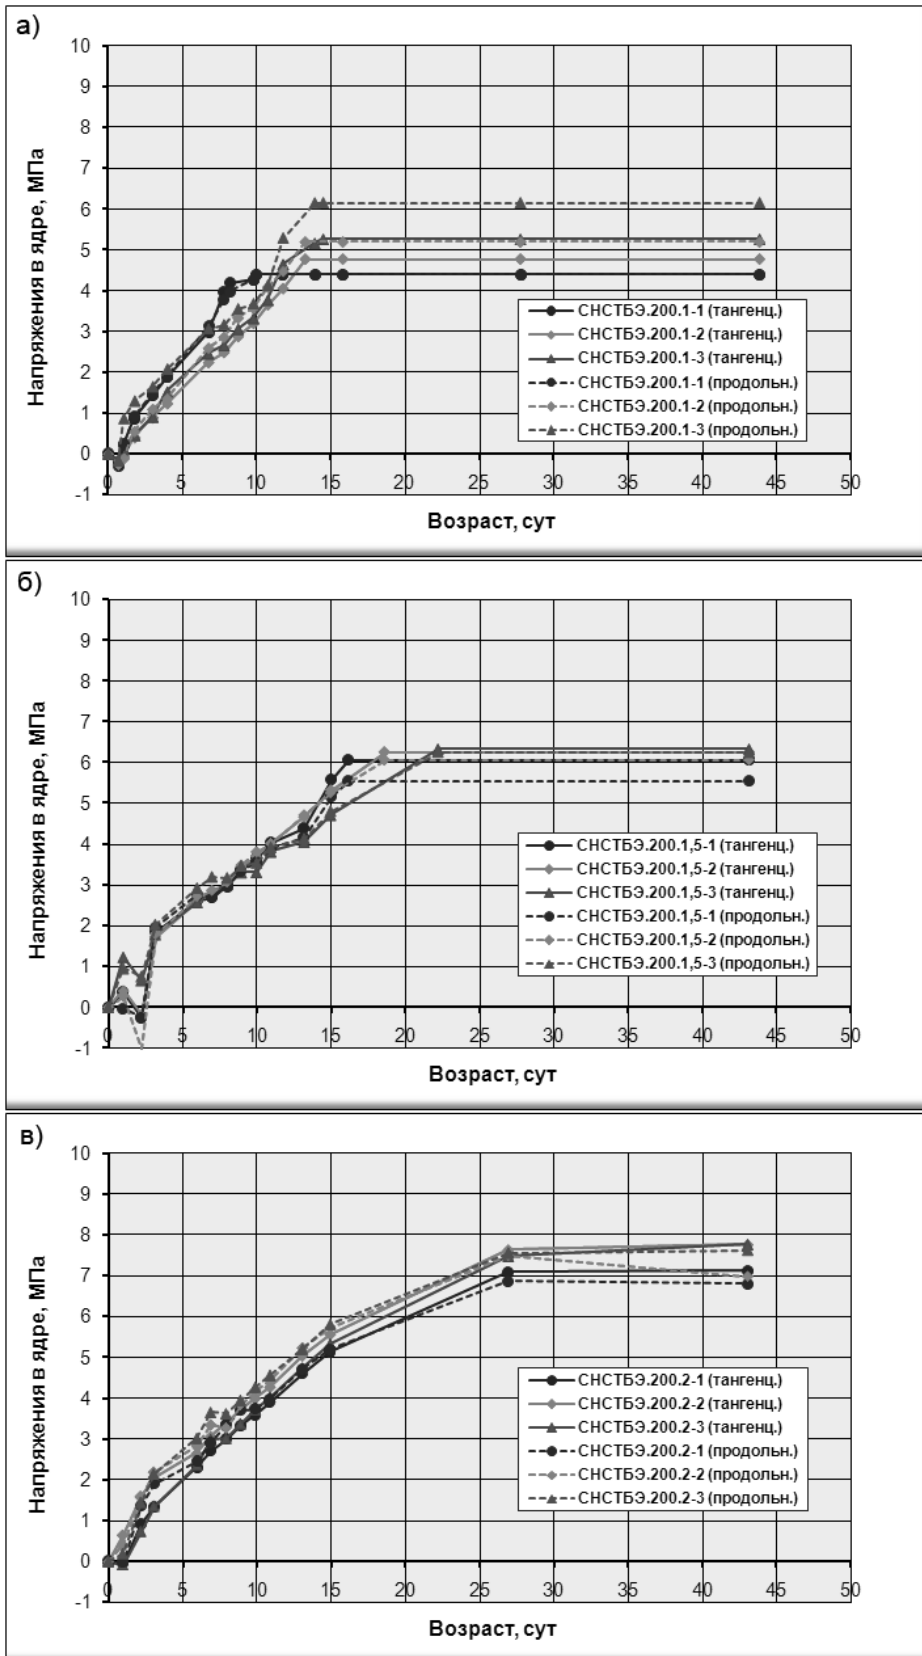 а)
10
9
8
7
6
5
4
3
2
1
0
-1
Напряжения в ядре, МПа
СНСТБЭ.200.1-1 (тангенц.)
СНСТБЭ.200.1-2 (тангенц.)
СНСТБЭ.200.1-3 (тангенц.)
СНСТБЭ.200.1-1 (продольн.)
СНСТБЭ.200.1-2 (продольн.)
СНСТБЭ.200.1-3 (продольн.)
0 5 10 15 20 25 30 35 40 45 50
Возраст, сут
б)
10
9
8
7
6
5
4
3
2
1
0
-1
Напряжения в ядре, МПа
СНСТБЭ.200.1,5-1 (тангенц.)
СНСТБЭ.200.1,5-2 (тангенц.)
СНСТБЭ.200.1,5-3 (тангенц.)
СНСТБЭ.200.1,5-1 (продольн.)
СНСТБЭ.200.1,5-2 (продольн.)
СНСТБЭ.200.1,5-3 (продольн.)
0 5 10 15 20 25 30 35 40 45 50
Возраст, сут
в)
10
9
8
7
6
5
4
3
2
1
0
-1
Напряжения в ядре, МПа
СНСТБЭ.200.2-1 (тангенц.)
СНСТБЭ.200.2-2 (тангенц.)
СНСТБЭ.200.2-3 (тангенц.)
СНСТБЭ.200.2-1 (продольн.)
СНСТБЭ.200.2-2 (продольн.)
СНСТБЭ.200.2-3 (продольн.)
0 5 10 15 20 25 30 35 40 45 50
Возраст, сут